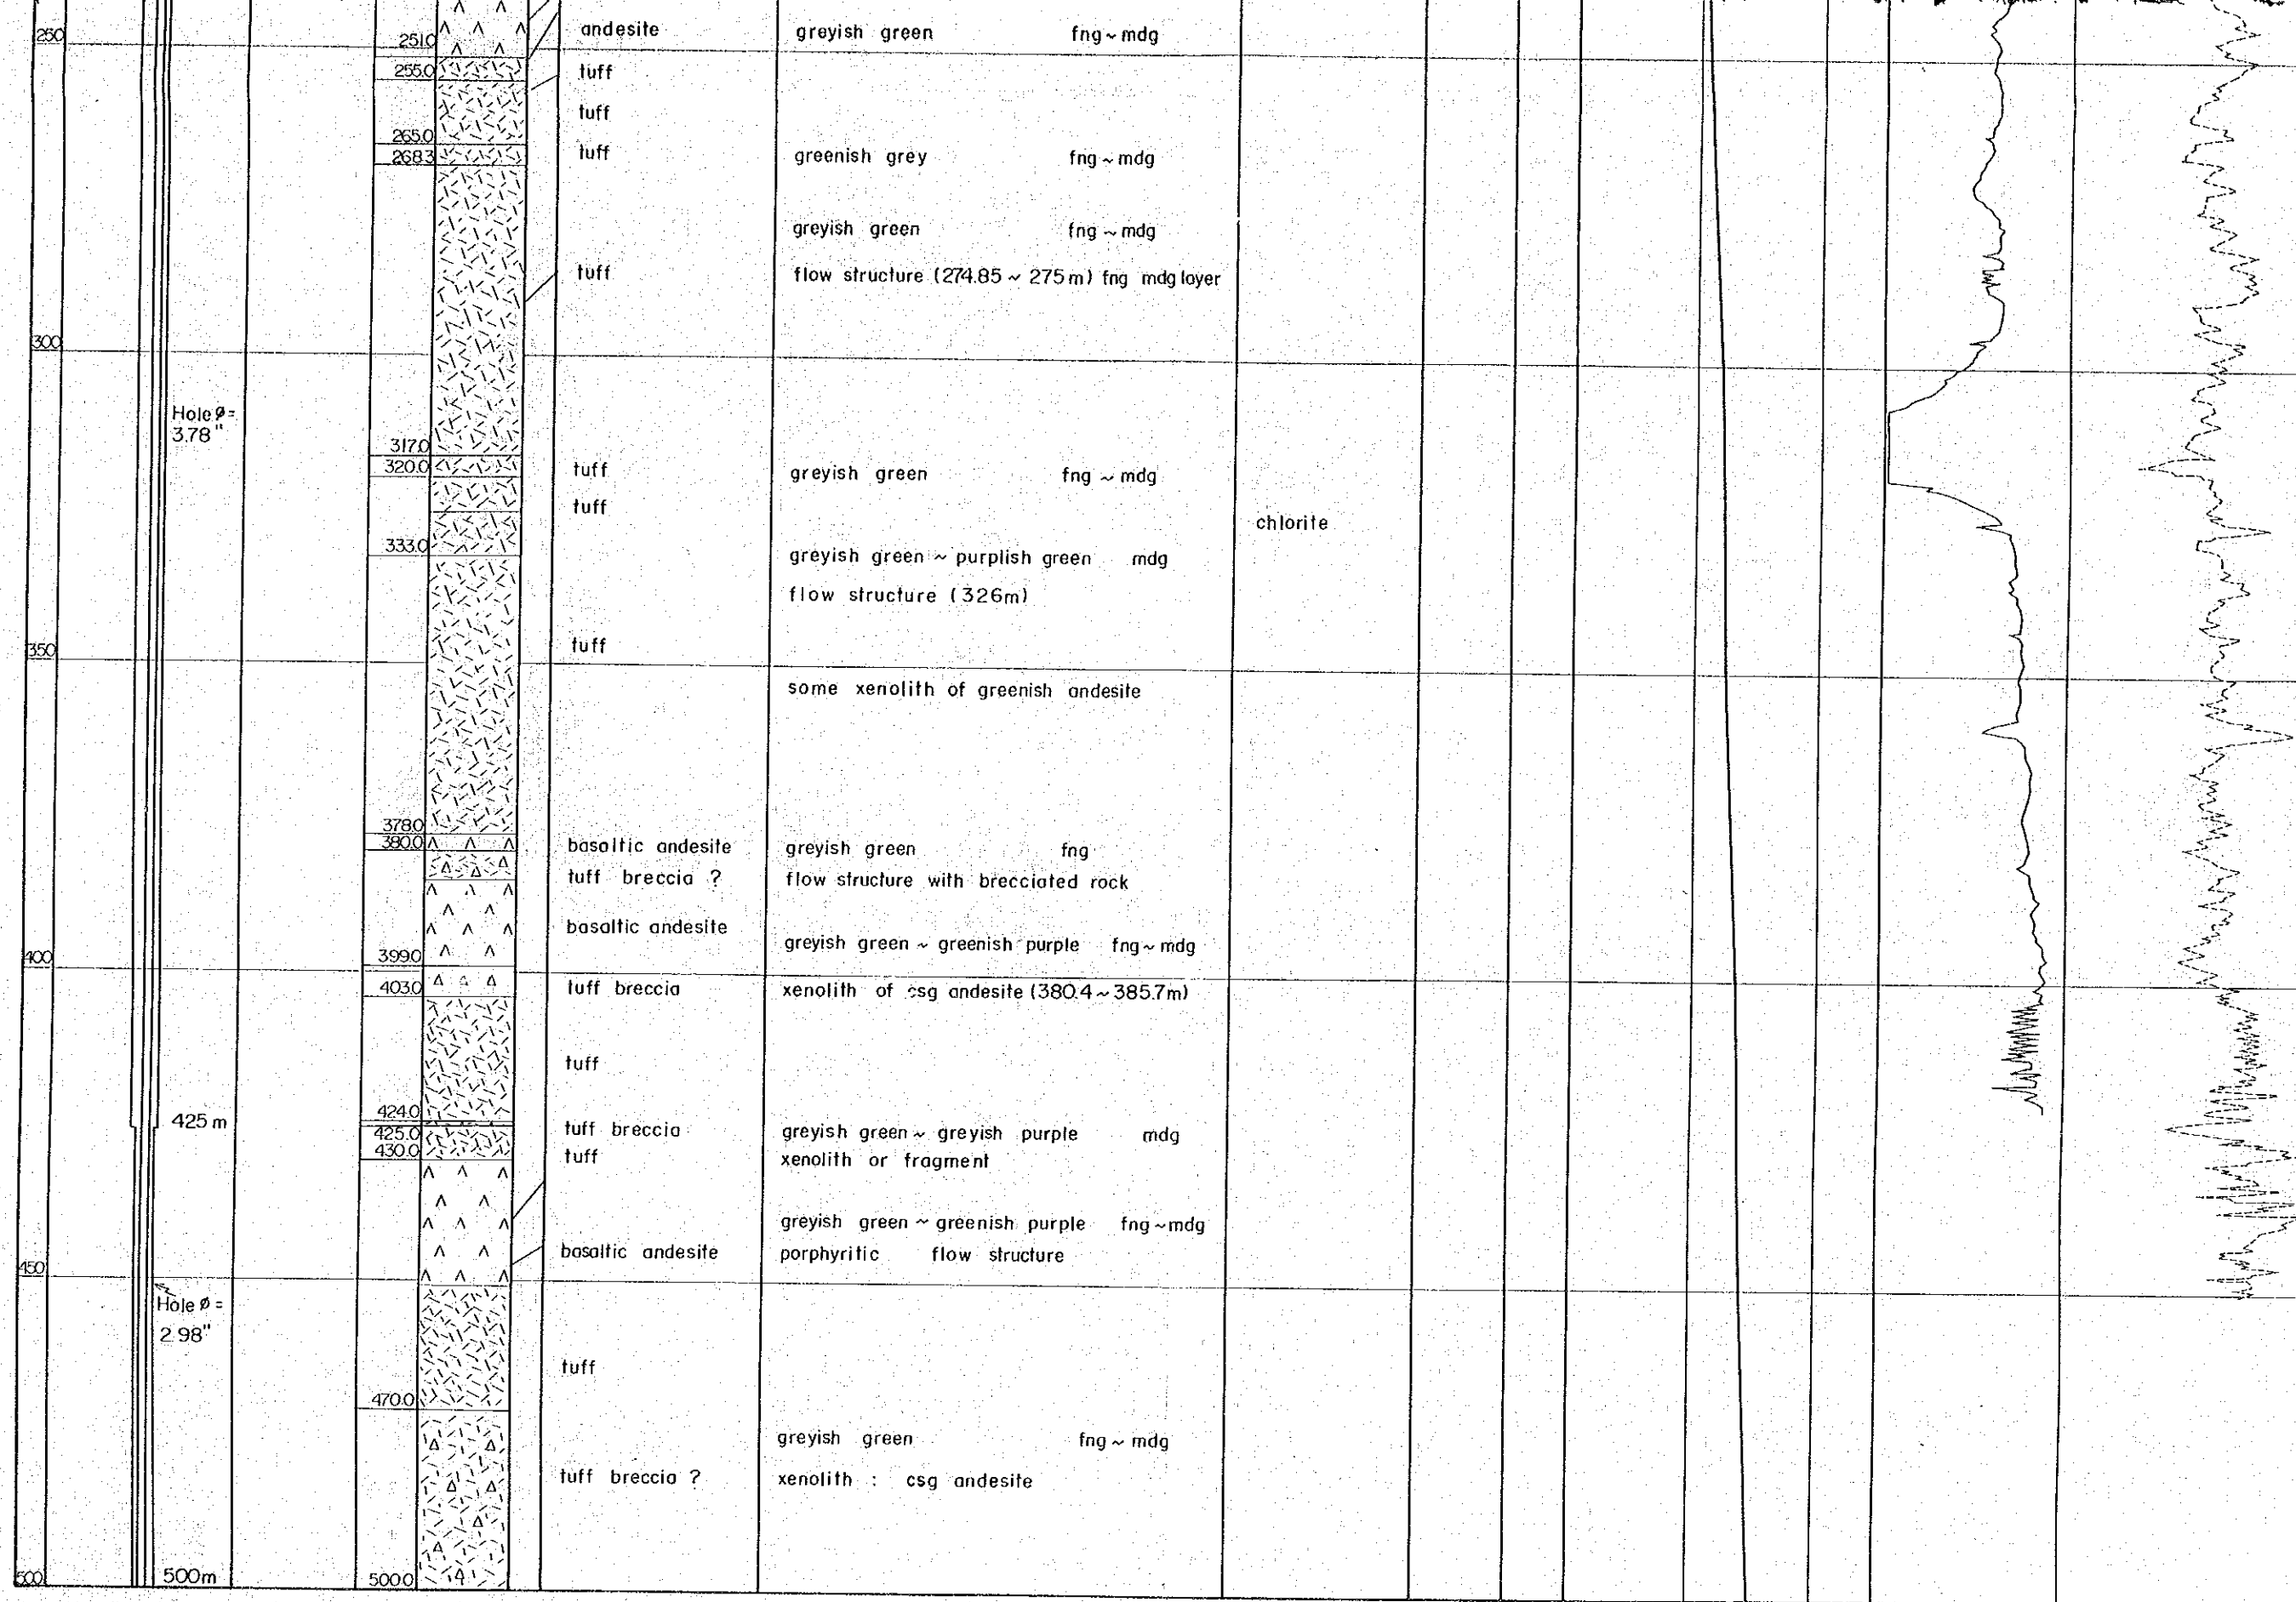 250
251.0
andesite greyish green fng ~ mdg
255.0
tuff
tuff
265.0
268.3
tuff greenish grey fng ~ mdg
greyish green fng ~ mdg
tuff flow structure (274.85 ~ 275 m) fng mdg layer
300
Hole ø =
3.78"
317.0
320.0
tuff greyish green fng ~ mdg
tuff
chlorite
333.0
greyish green ~ purplish green mdg
flow structure (326m)
350
tuff
some xenolith of greenish andesite
378.0
380.0
basaltic andesite greyish green fng
tuff breccia ? flow structure with brecciated rock
basaltic andesite
greyish green ~ greenish purple fng ~ mdg
399.0
400
403.0
tuff breccia xenolith of csg andesite (380.4 ~ 385.7m)
tuff
424.0
425 m
425.0
tuff breccia greyish green ~ greyish purple mdg
430.0
tuff xenolith or fragment
greyish green ~ greenish purple fng ~ mdg
basaltic andesite porphyritic flow structure
450
Hole ø =
2.98"
tuff
470.0
greyish green fng ~ mdg
tuff breccia ? xenolith : csg andesite
500
500m
500.0